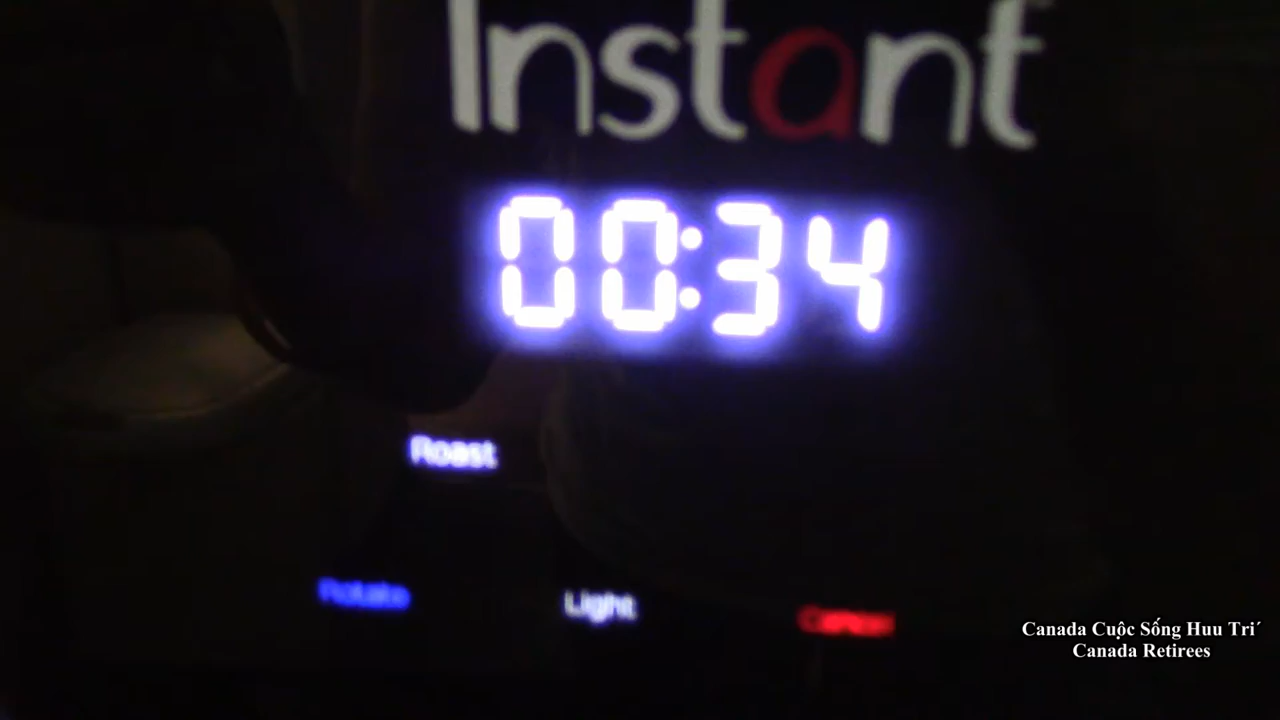 Instant
00:34
Roast
Rotate
Light
Cancel
Canada Cuộc Sống Huu Tri´
Canada Retirees